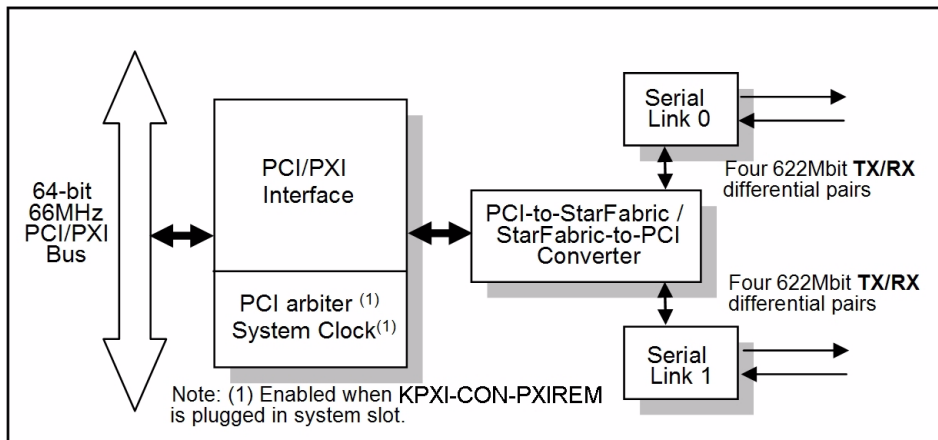 64-bit
66MHz
PCI/PXI
Bus
PCI/PXI
Interface
PCI arbiter (1)
System Clock(1)
PCI-to-StarFabric /
StarFabric-to-PCI
Converter
Serial
Link 0
Four 622Mbit TX/RX
differential pairs
Four 622Mbit TX/RX
differential pairs
Serial
Link 1
Note: (1) Enabled when KPXI-CON-PXIREM
is plugged in system slot.